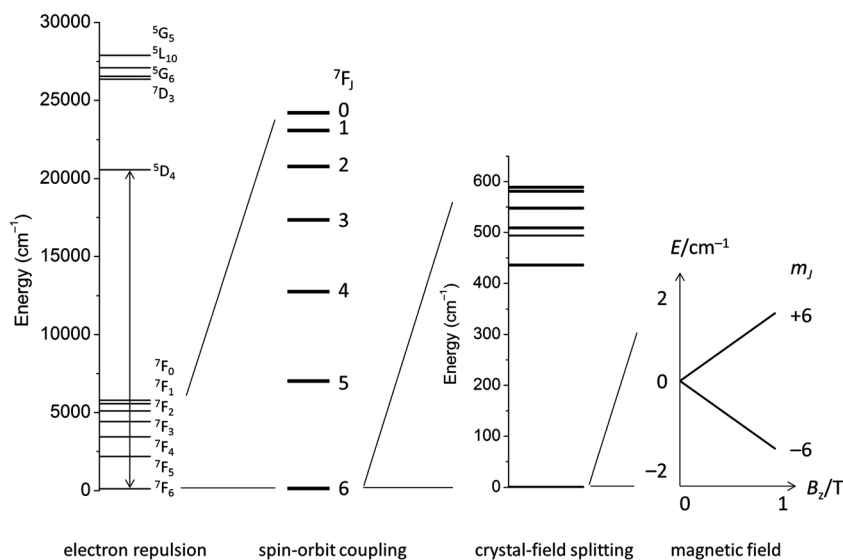 30000
25000
20000
15000
10000
5000
0
Energy (cm⁻¹)
⁵G₅
⁵L₁₀
⁵G₆
⁷D₃
⁵D₄
⁷F₀
⁷F₁
⁷F₂
⁷F₃
⁷F₄
⁷F₅
⁷F₆
⁷F_J
0
1
2
3
4
5
6
600
500
400
300
200
100
0
Energy (cm⁻¹)
E/cm⁻¹
m_J
2
+6
0
−6
−2
B_z/T
0 1
electron repulsion spin-orbit coupling crystal-field splitting magnetic field